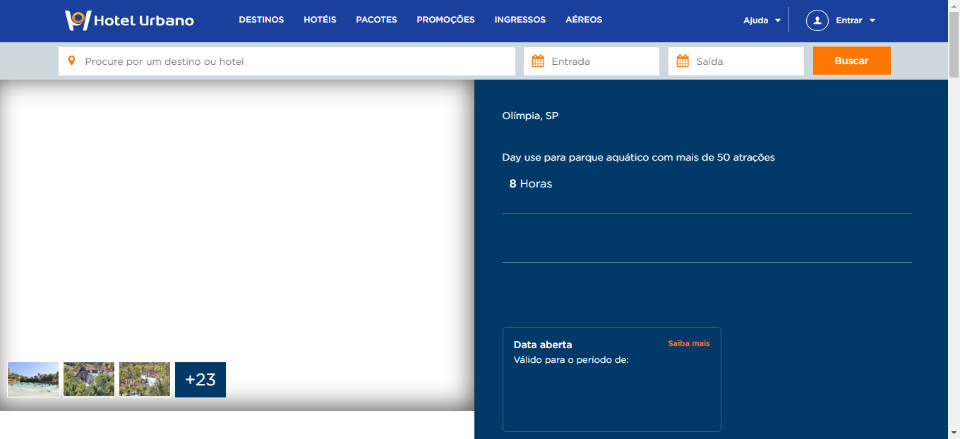 Hotel Urbano
DESTINOS HOTÉIS PACOTES PROMOÇÕES INGRESSOS AÉREOS
Ajuda Entrar
Procure por um destino ou hotel
Entrada
Saída
Buscar
Olímpia, SP
Day use para parque aquático com mais de 50 atrações
8 Horas
Data aberta Saiba mais
Válido para o período de:
+23